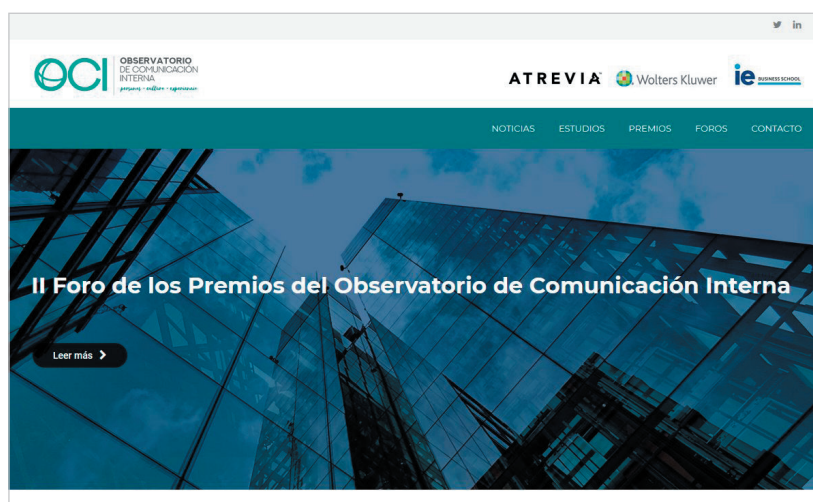 in
OCI
OBSERVATORIO
DE COMUNICACIÓN
INTERNA
personas - cultura - experiencia
ATREVIA
Wolters Kluwer
ie BUSINESS SCHOOL
NOTICIAS ESTUDIOS PREMIOS FOROS CONTACTO
II Foro de los Premios del Observatorio de Comunicación Interna
Leer más